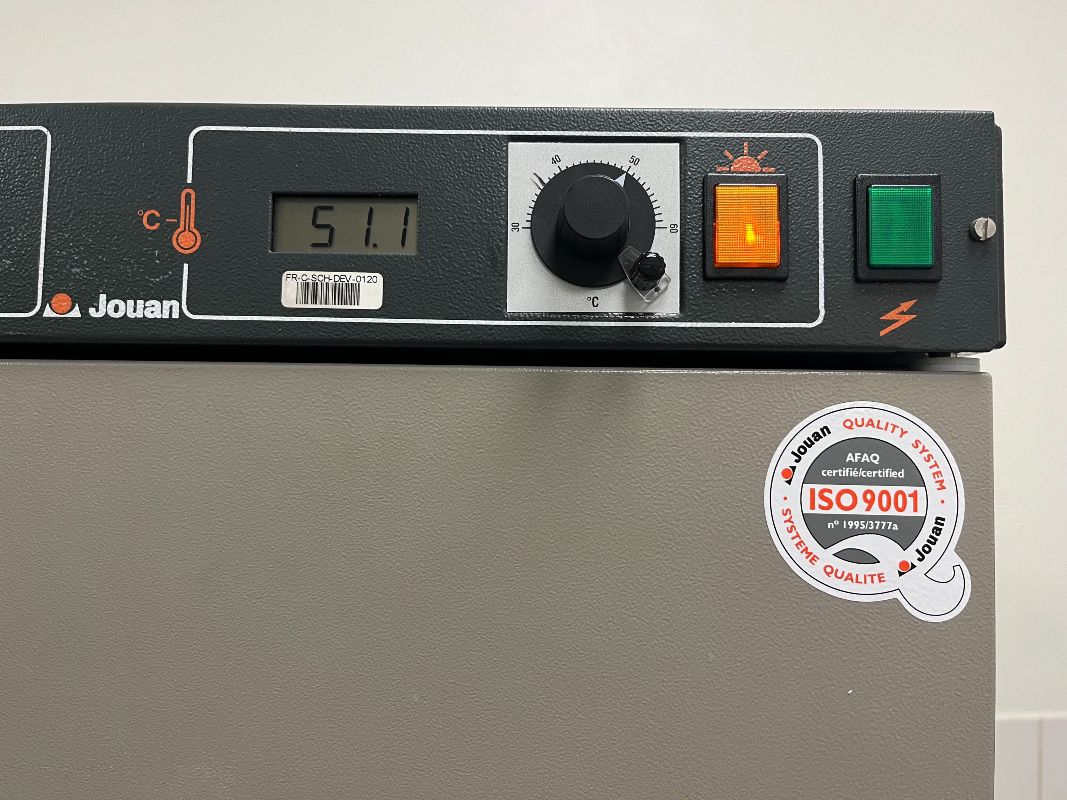 °C
51.1
FR-C-SCH-DEV-0120
Jouan
30
40
50
60
°C
Jouan
QUALITY SYSTEM
AFAQ
certifié/certified
ISO 9001
nº 1995/3777a
SYSTEME QUALITE
Jouan